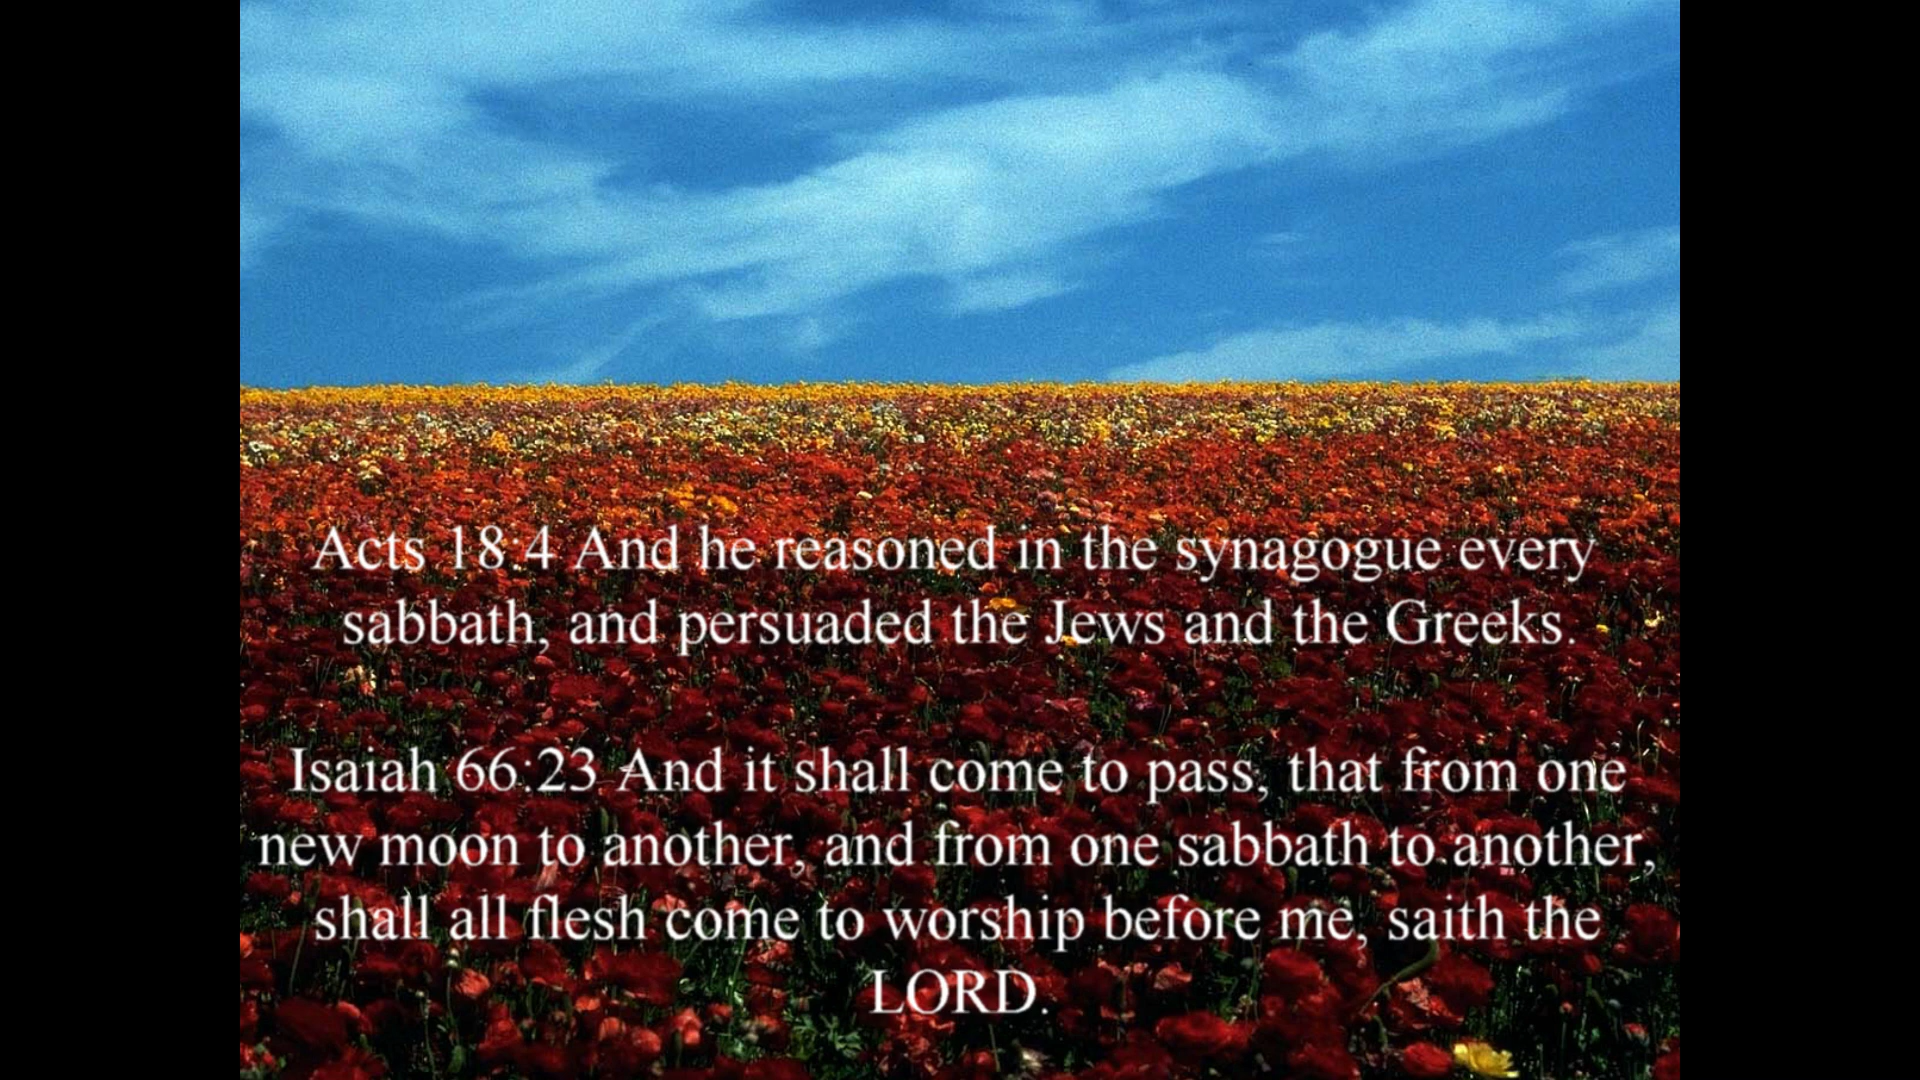 Acts 18:4 And he reasoned in the synagogue every
sabbath, and persuaded the Jews and the Greeks.
Isaiah 66:23 And it shall come to pass, that from one
new moon to another, and from one sabbath to another,
shall all flesh come to worship before me, saith the
LORD.